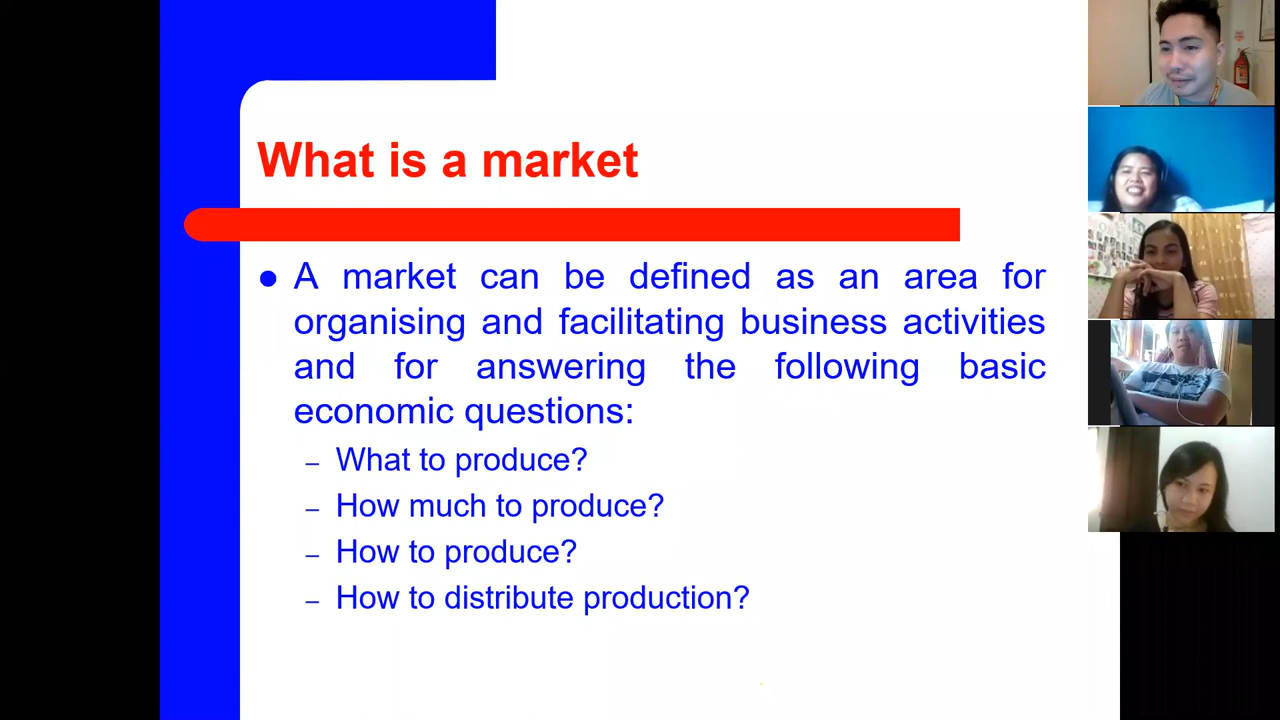 What is a market
● A market can be defined as an area for
organising and facilitating business activities
and for answering the following basic
economic questions:
– What to produce?
– How much to produce?
– How to produce?
– How to distribute production?